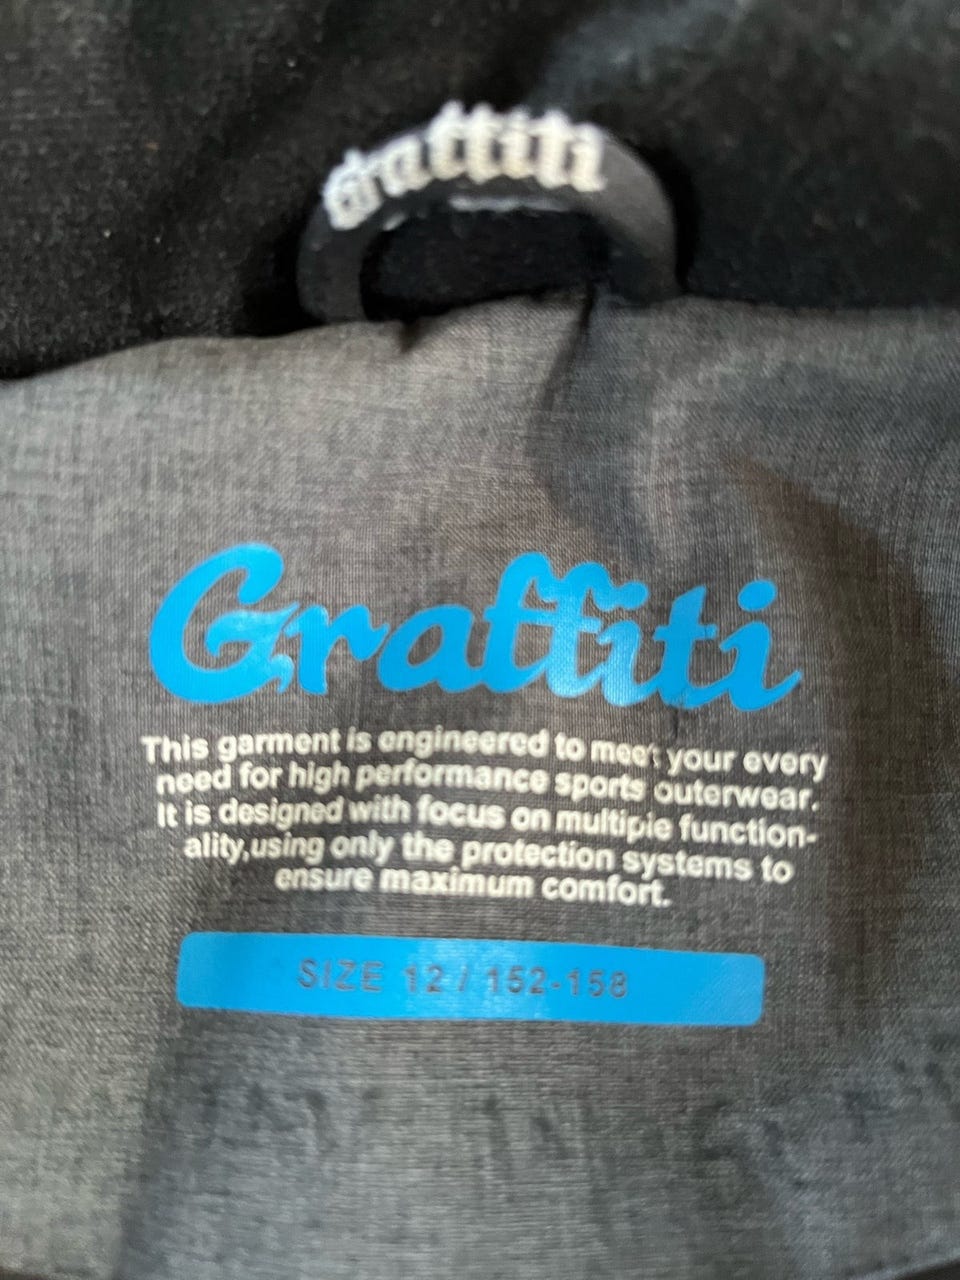 Graffiti
Graffiti
This garment is engineered to meet your every
need for high performance sports outerwear.
It is designed with focus on multiple function-
ality,using only the protection systems to
ensure maximum comfort.
SIZE 12 / 152-158